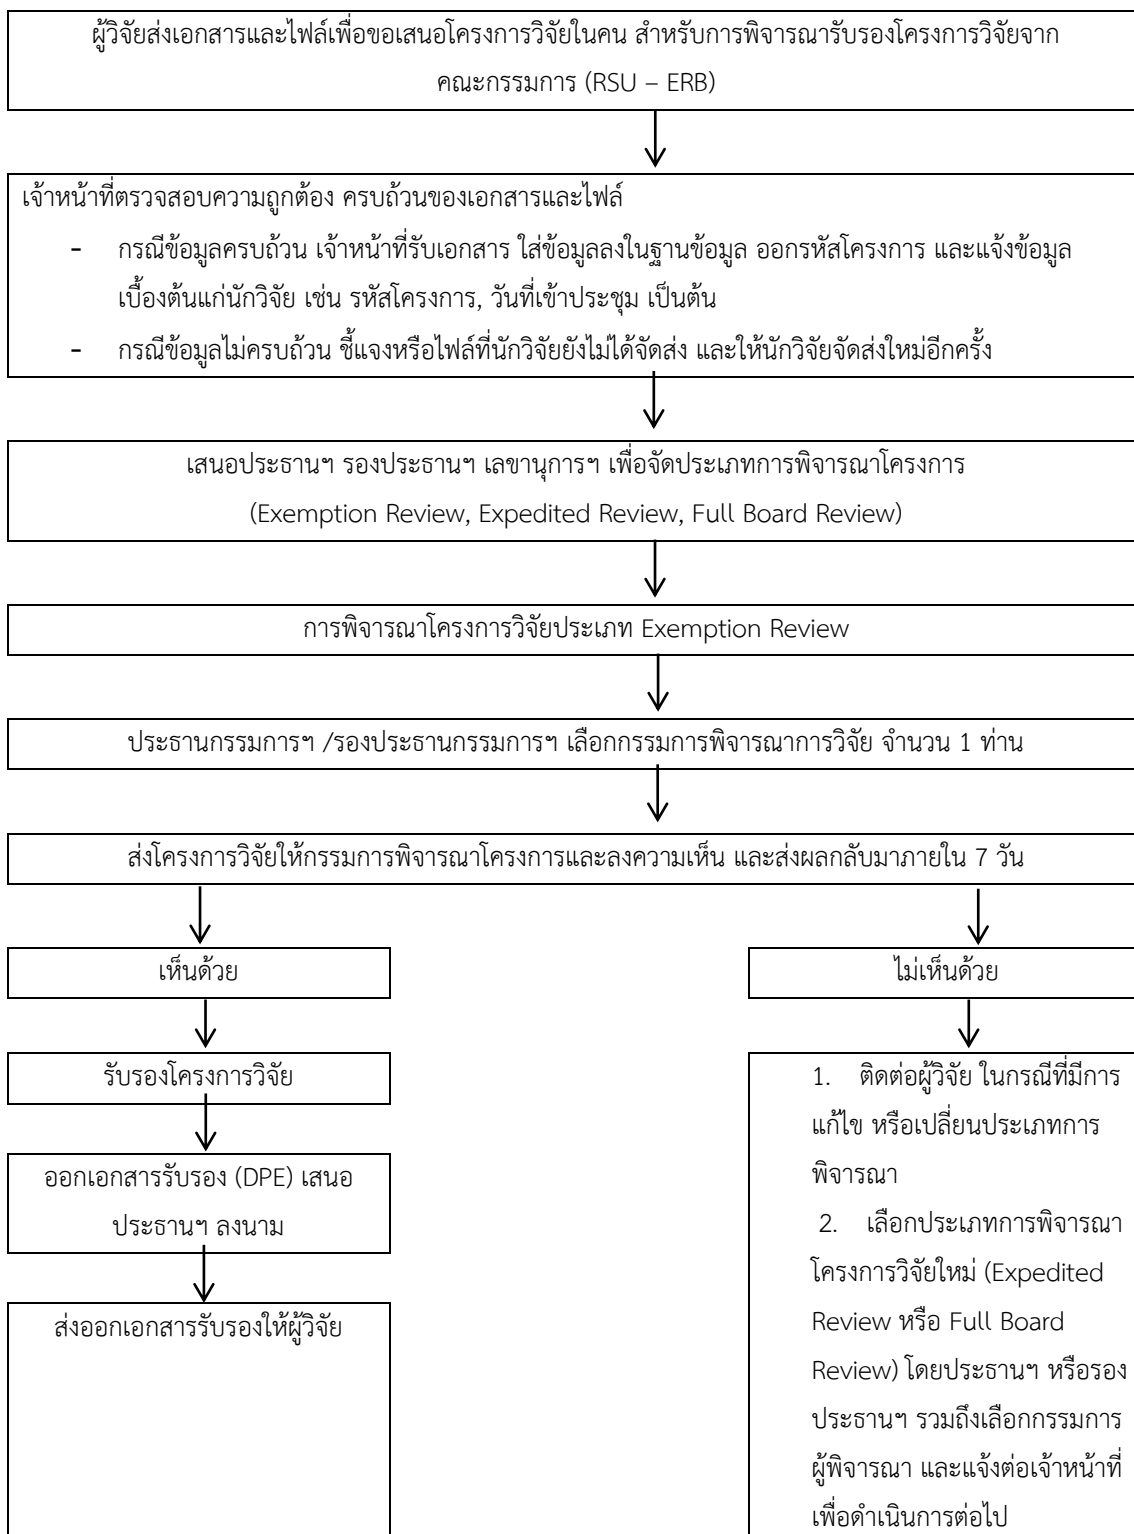 ผู้วิจัยส่งเอกสารและไฟล์เพื่อขอเสนอโครงการวิจัยในคน สำหรับการพิจารณารับรองโครงการวิจัยจาก
คณะกรรมการ (RSU – ERB)
เจ้าหน้าที่ตรวจสอบความถูกต้อง ครบถ้วนของเอกสารและไฟล์
- กรณีข้อมูลครบถ้วน เจ้าหน้าที่รับเอกสาร ใส่ข้อมูลลงในฐานข้อมูล ออกรหัสโครงการ และแจ้งข้อมูล
เบื้องต้นแก่นักวิจัย เช่น รหัสโครงการ, วันที่เข้าประชุม เป็นต้น
- กรณีข้อมูลไม่ครบถ้วน ชี้แจงหรือไฟล์ที่นักวิจัยยังไม่ได้จัดส่ง และให้นักวิจัยจัดส่งใหม่อีกครั้ง
เสนอประธานฯ รองประธานฯ เลขานุการฯ เพื่อจัดประเภทการพิจารณาโครงการ
(Exemption Review, Expedited Review, Full Board Review)
การพิจารณาโครงการวิจัยประเภท Exemption Review
ประธานกรรมการฯ /รองประธานกรรมการฯ เลือกกรรมการพิจารณาการวิจัย จำนวน 1 ท่าน
ส่งโครงการวิจัยให้กรรมการพิจารณาโครงการและลงความเห็น และส่งผลกลับมาภายใน 7 วัน
เห็นด้วย
รับรองโครงการวิจัย
ออกเอกสารรับรอง (DPE) เสนอ
ประธานฯ ลงนาม
ส่งออกเอกสารรับรองให้ผู้วิจัย
ไม่เห็นด้วย
1. ติดต่อผู้วิจัย ในกรณีที่มีการ
แก้ไข หรือเปลี่ยนประเภทการ
พิจารณา
2. เลือกประเภทการพิจารณา
โครงการวิจัยใหม่ (Expedited
Review หรือ Full Board
Review) โดยประธานฯ หรือรอง
ประธานฯ รวมถึงเลือกกรรมการ
ผู้พิจารณา และแจ้งต่อเจ้าหน้าที่
เพื่อดำเนินการต่อไป